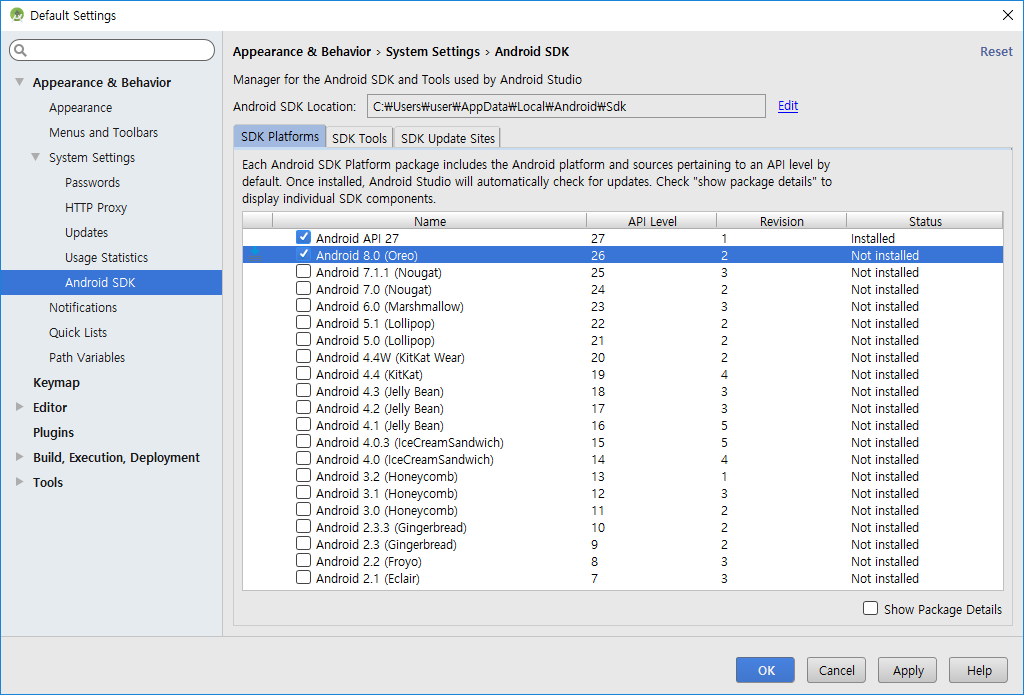 Default Settings
Appearance & Behavior
Appearance
Menus and Toolbars
System Settings
Passwords
HTTP Proxy
Updates
Usage Statistics
Android SDK
Notifications
Quick Lists
Path Variables
Keymap
Editor
Plugins
Build, Execution, Deployment
Tools
Appearance & Behavior › System Settings › Android SDK
Reset
Manager for the Android SDK and Tools used by Android Studio
Android SDK Location: C:₩Users₩user₩AppData₩Local₩Android₩Sdk Edit
SDK Platforms SDK Tools SDK Update Sites
Each Android SDK Platform package includes the Android platform and sources pertaining to an API level by
default. Once installed, Android Studio will automatically check for updates. Check "show package details" to
display individual SDK components.
Name API Level Revision Status
Android API 27 27 1 Installed
Android 8.0 (Oreo) 26 2 Not installed
Android 7.1.1 (Nougat) 25 3 Not installed
Android 7.0 (Nougat) 24 2 Not installed
Android 6.0 (Marshmallow) 23 3 Not installed
Android 5.1 (Lollipop) 22 2 Not installed
Android 5.0 (Lollipop) 21 2 Not installed
Android 4.4W (KitKat Wear) 20 2 Not installed
Android 4.4 (KitKat) 19 4 Not installed
Android 4.3 (Jelly Bean) 18 3 Not installed
Android 4.2 (Jelly Bean) 17 3 Not installed
Android 4.1 (Jelly Bean) 16 5 Not installed
Android 4.0.3 (IceCreamSandwich) 15 5 Not installed
Android 4.0 (IceCreamSandwich) 14 4 Not installed
Android 3.2 (Honeycomb) 13 1 Not installed
Android 3.1 (Honeycomb) 12 3 Not installed
Android 3.0 (Honeycomb) 11 2 Not installed
Android 2.3.3 (Gingerbread) 10 2 Not installed
Android 2.3 (Gingerbread) 9 2 Not installed
Android 2.2 (Froyo) 8 3 Not installed
Android 2.1 (Eclair) 7 3 Not installed
Show Package Details
OK Cancel Apply Help